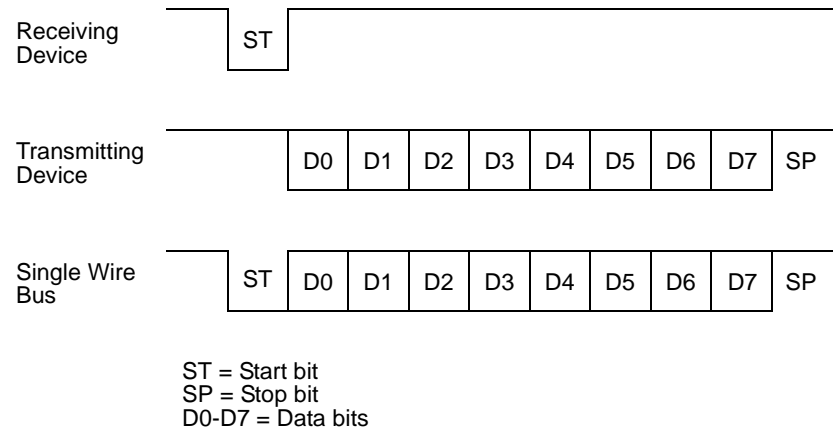 Receiving
Device
ST
Transmitting
Device
D0 D1 D2 D3 D4 D5 D6 D7 SP
Single Wire
Bus
ST D0 D1 D2 D3 D4 D5 D6 D7 SP
ST = Start bit
SP = Stop bit
D0-D7 = Data bits